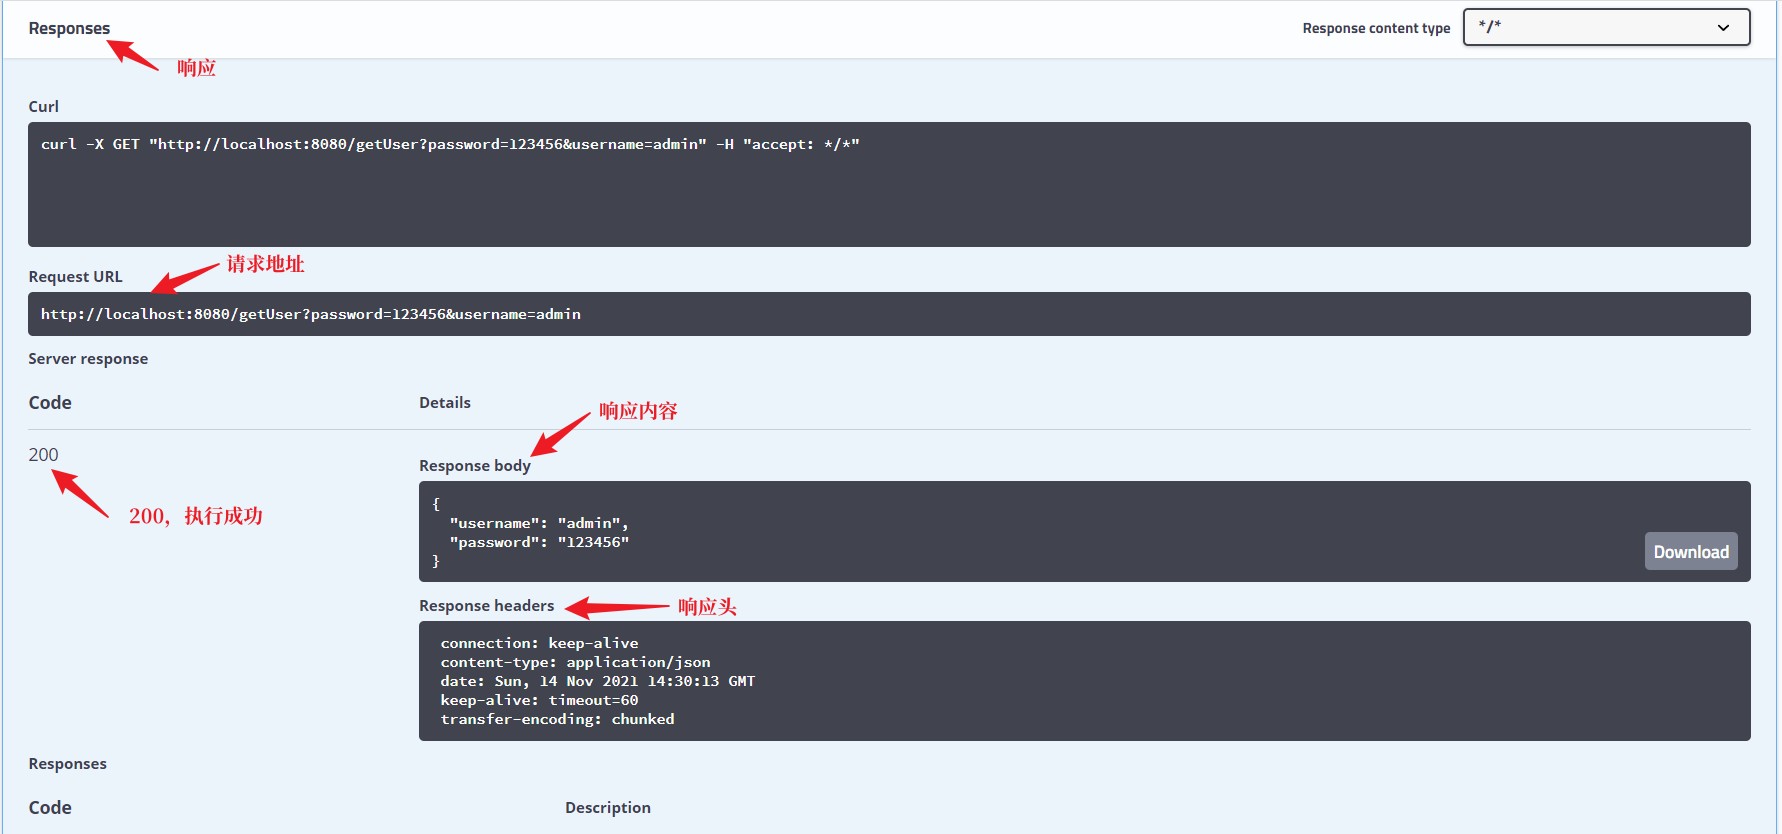 Responses
Response content type
*/*
响应
Curl
curl -X GET "http://localhost:8080/getUser?password=123456&username=admin" -H "accept: */*"
请求地址
Request URL
http://localhost:8080/getUser?password=123456&username=admin
Server response
Code
Details
响应内容
200
Response body
200，执行成功
{
  "username": "admin",
  "password": "123456"
}
Download
Response headers
响应头
connection: keep-alive
content-type: application/json
date: Sun, 14 Nov 2021 14:30:13 GMT
keep-alive: timeout=60
transfer-encoding: chunked
Responses
Code
Description